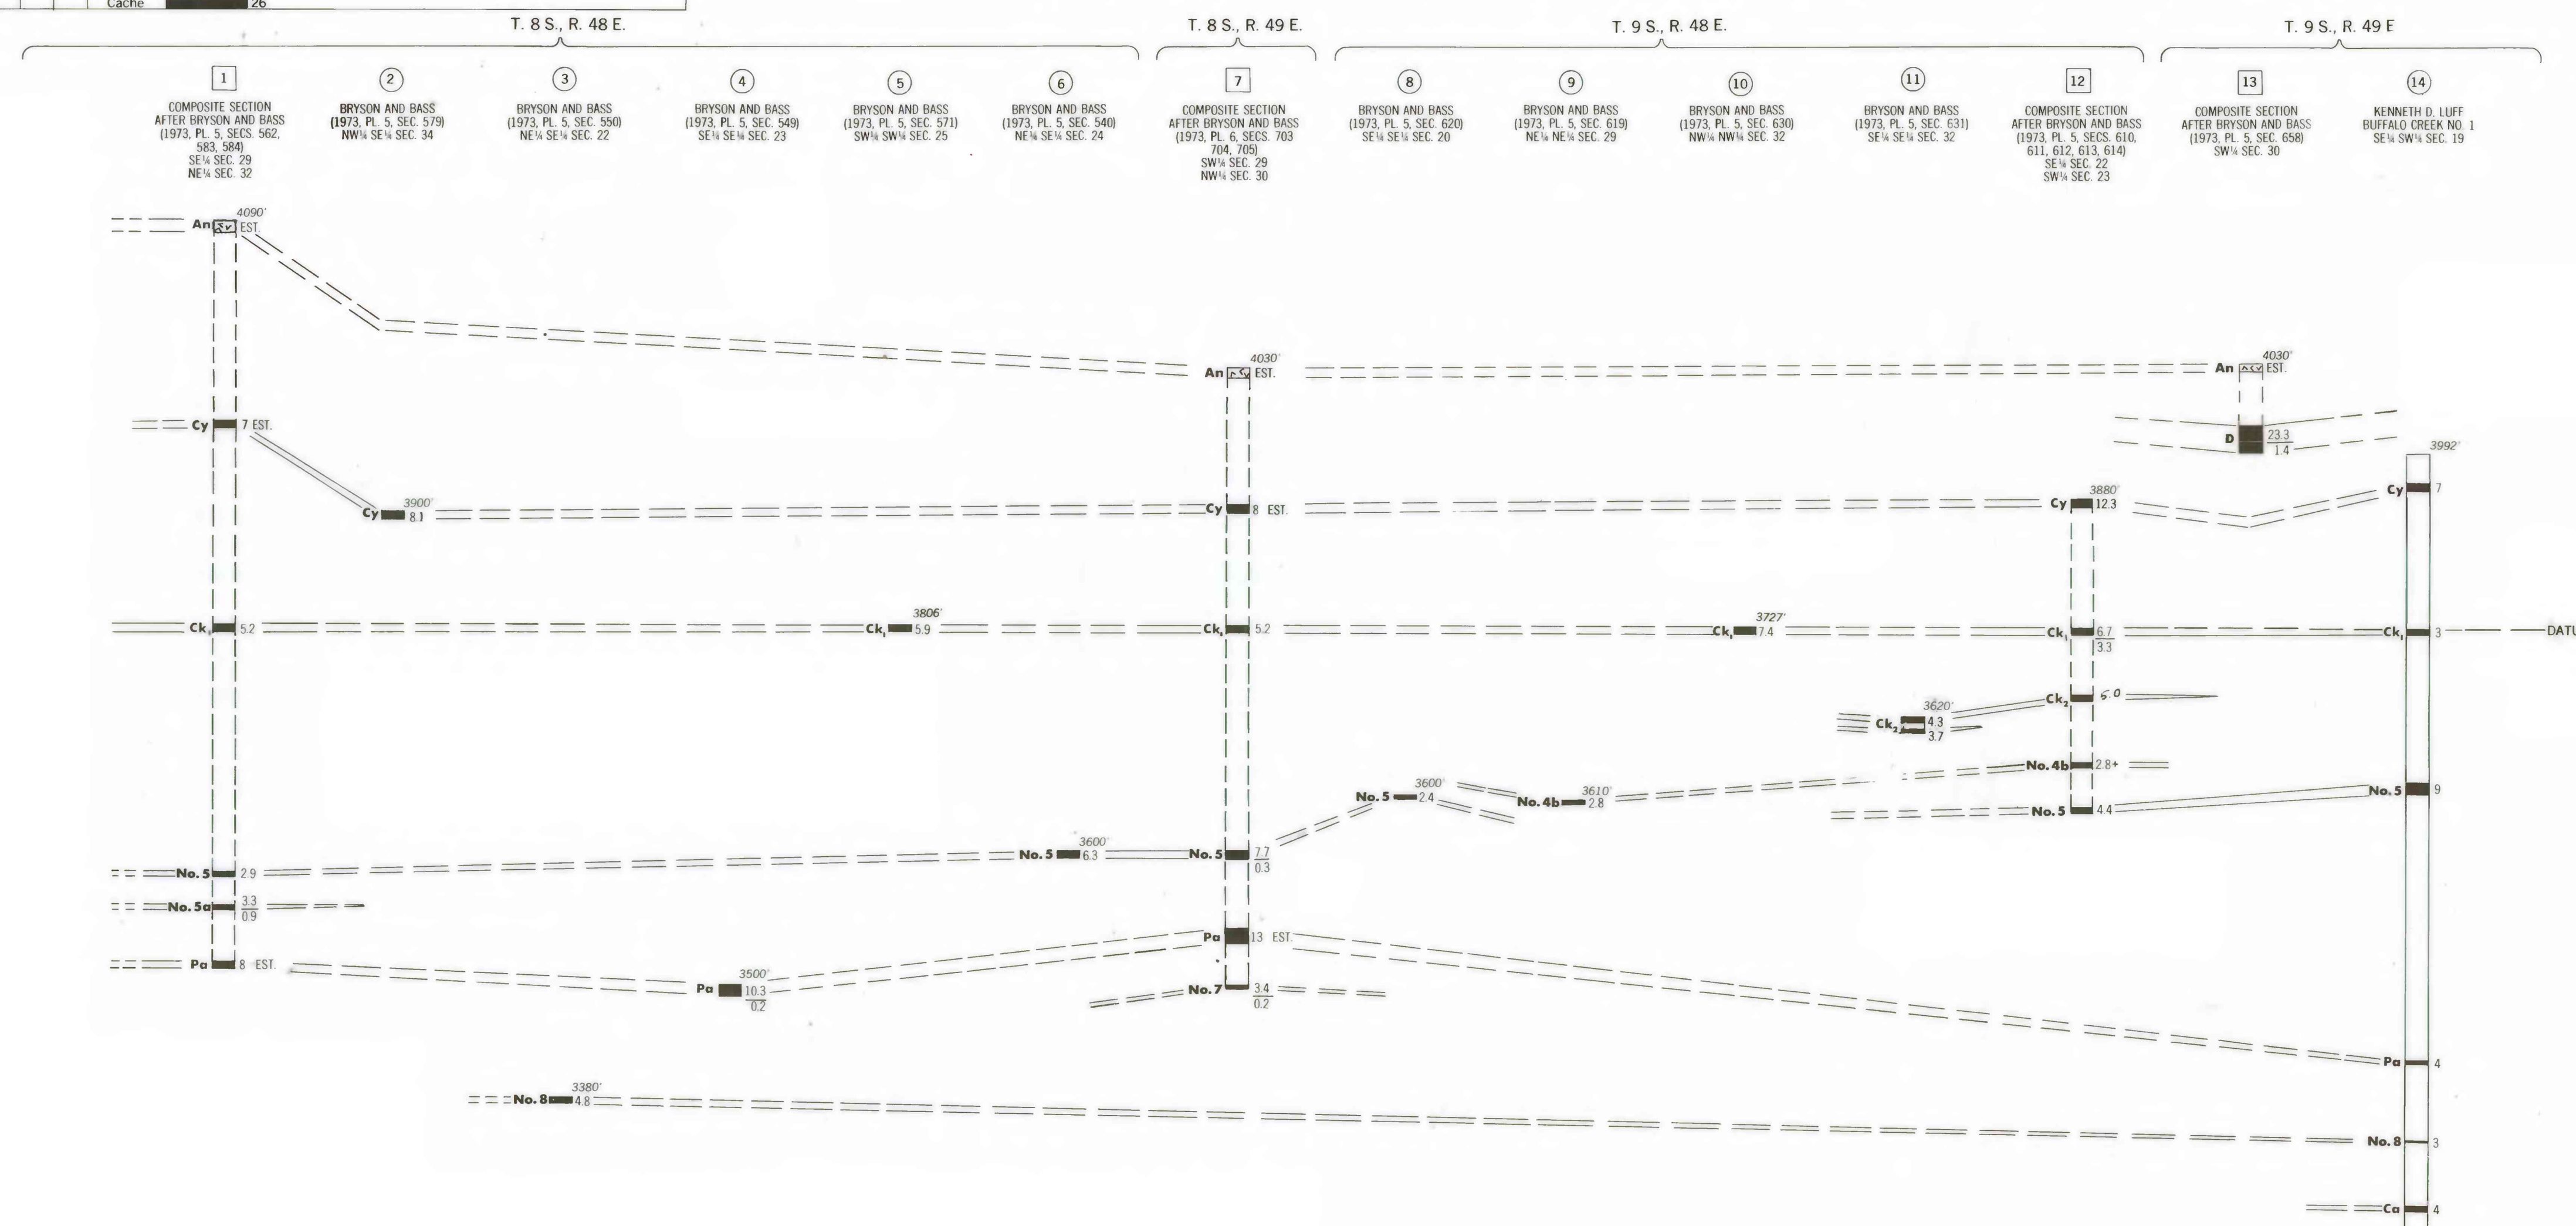 Cache 26
T. 8 S., R. 48 E.
T. 8 S., R. 49 E.
T. 9 S., R. 48 E.
T. 9 S., R. 49 E
1
COMPOSITE SECTION
AFTER BRYSON AND BASS
(1973, PL. 5, SECS. 562,
583, 584)
SE¼ SEC. 29
NE¼ SEC. 32
2
BRYSON AND BASS
(1973, PL. 5, SEC. 579)
NW¼ SE¼ SEC. 34
3
BRYSON AND BASS
(1973, PL. 5, SEC. 550)
NE¼ SE¼ SEC. 22
4
BRYSON AND BASS
(1973, PL. 5, SEC. 549)
SE¼ SE¼ SEC. 23
5
BRYSON AND BASS
(1973, PL. 5, SEC. 571)
SW¼ SW¼ SEC. 25
6
BRYSON AND BASS
(1973, PL. 5, SEC. 540)
NE¼ SE¼ SEC. 24
7
COMPOSITE SECTION
AFTER BRYSON AND BASS
(1973, PL. 6, SECS. 703
704, 705)
SW¼ SEC. 29
NW¼ SEC. 30
8
BRYSON AND BASS
(1973, PL. 5, SEC. 620)
SE¼ SE¼ SEC. 20
9
BRYSON AND BASS
(1973, PL. 5, SEC. 619)
NE¼ NE¼ SEC. 29
10
BRYSON AND BASS
(1973, PL. 5, SEC. 630)
NW¼ NW¼ SEC. 32
11
BRYSON AND BASS
(1973, PL. 5, SEC. 631)
SE¼ SE¼ SEC. 32
12
COMPOSITE SECTION
AFTER BRYSON AND BASS
(1973, PL. 5, SECS. 610,
611, 612, 613, 614)
SE¼ SEC. 22
SW¼ SEC. 23
13
COMPOSITE SECTION
AFTER BRYSON AND BASS
(1973, PL. 5, SEC. 658)
SW¼ SEC. 30
14
KENNETH D. LUFF
BUFFALO CREEK NO. 1
SE¼ SW¼ SEC. 19
4090'
An EST.
4030'
An EST.
4030'
An EST.
D 23.3
1.4
3992'
Cy 7 EST.
3900'
Cy 8.1
Cy 8 EST.
3880'
Cy 12.3
Cy 7
Ck₁ 5.2
3806'
Ck₁ 5.9
Ck₁ 5.2
3727'
Ck₁ 7.4
Ck₁ 6.7
3.3
Ck₁ 3
DATU
3620'
Ck₂ 4.3
3.7
Ck₂ 5.0
No. 4b 2.8+
3600'
No. 5 2.4
3610'
No. 4b 2.8
No. 5 4.4
No. 5 9
No. 5 2.9
3600'
No. 5 6.3
No. 5 7.7
0.3
No. 5a 3.3
0.9
Pa 8 EST.
3500'
Pa 10.3
0.2
Pa 13 EST.
No. 7 3.4
0.2
Pa 4
3380'
No. 8 4.8
No. 8 3
Ca 4